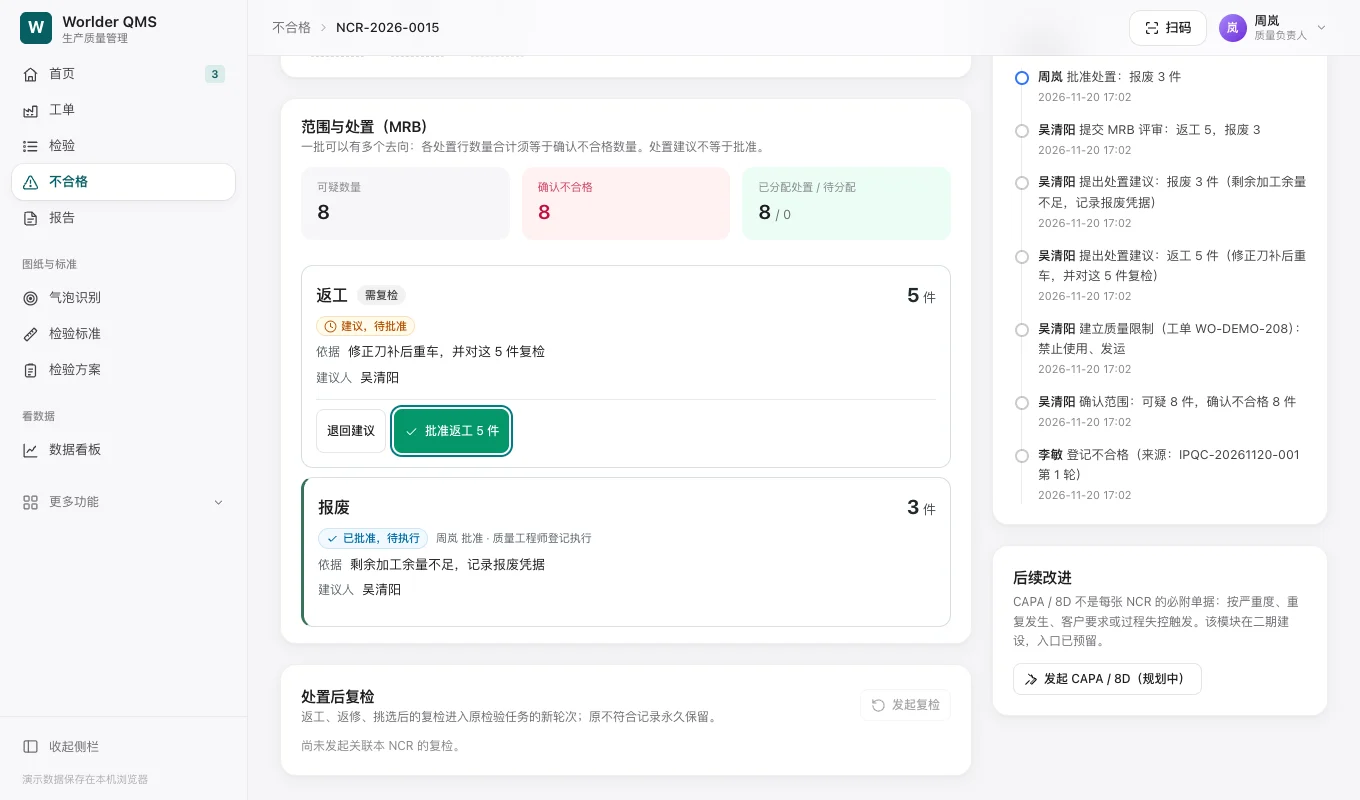 W
Worlder QMS
生产质量管理
首页
3
工单
检验
不合格
报告
图纸与标准
气泡识别
检验标准
检验方案
看数据
数据看板
更多功能
收起侧栏
演示数据保存在本机浏览器
不合格 > NCR-2026-0015
扫码
岚
周岚
质量负责人
范围与处置（MRB）
一批可以有多个去向：各处置行数量合计须等于确认不合格数量。处置建议不等于批准。
可疑数量
8
确认不合格
8
已分配处置 / 待分配
8 / 0
返工 需复检
5 件
建议，待批准
依据 修正刀补后重车，并对这 5 件复检
建议人 吴清阳
退回建议
批准返工 5 件
报废
3 件
已批准，待执行 周岚 批准 · 质量工程师登记执行
依据 剩余加工余量不足，记录报废凭据
建议人 吴清阳
处置后复检
返工、返修、挑选后的复检进入原检验任务的新轮次；原不符合记录永久保留。
发起复检
尚未发起关联本 NCR 的复检。
周岚 批准处置：报废 3 件
2026-11-20 17:02
吴清阳 提交 MRB 评审：返工 5，报废 3
2026-11-20 17:02
吴清阳 提出处置建议：报废 3 件（剩余加工余量
不足，记录报废凭据）
2026-11-20 17:02
吴清阳 提出处置建议：返工 5 件（修正刀补后重
车，并对这 5 件复检）
2026-11-20 17:02
吴清阳 建立质量限制（工单 WO-DEMO-208）：
禁止使用、发运
2026-11-20 17:02
吴清阳 确认范围：可疑 8 件，确认不合格 8 件
2026-11-20 17:02
李敏 登记不合格（来源：IPQC-20261120-001
第 1 轮）
2026-11-20 17:02
后续改进
CAPA / 8D 不是每张 NCR 的必附单据：按严重度、重
复发生、客户要求或过程失控触发。该模块在二期建
设，入口已预留。
发起 CAPA / 8D（规划中）